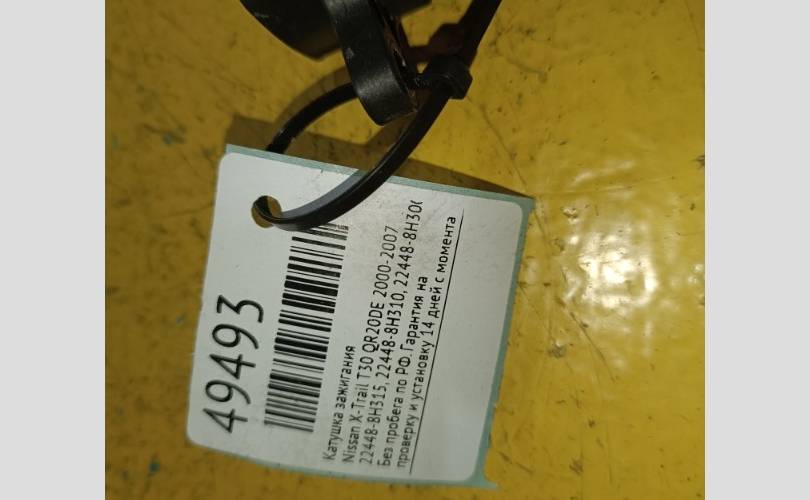 49493
Катушка зажигания
Nissan X-Trail T30 QR20DE 2000-2007
22448-8H315, 22448-8H310, 22448-8H300
Без пробега по РФ. Гарантия на
проверку и установку 14 дней с момента